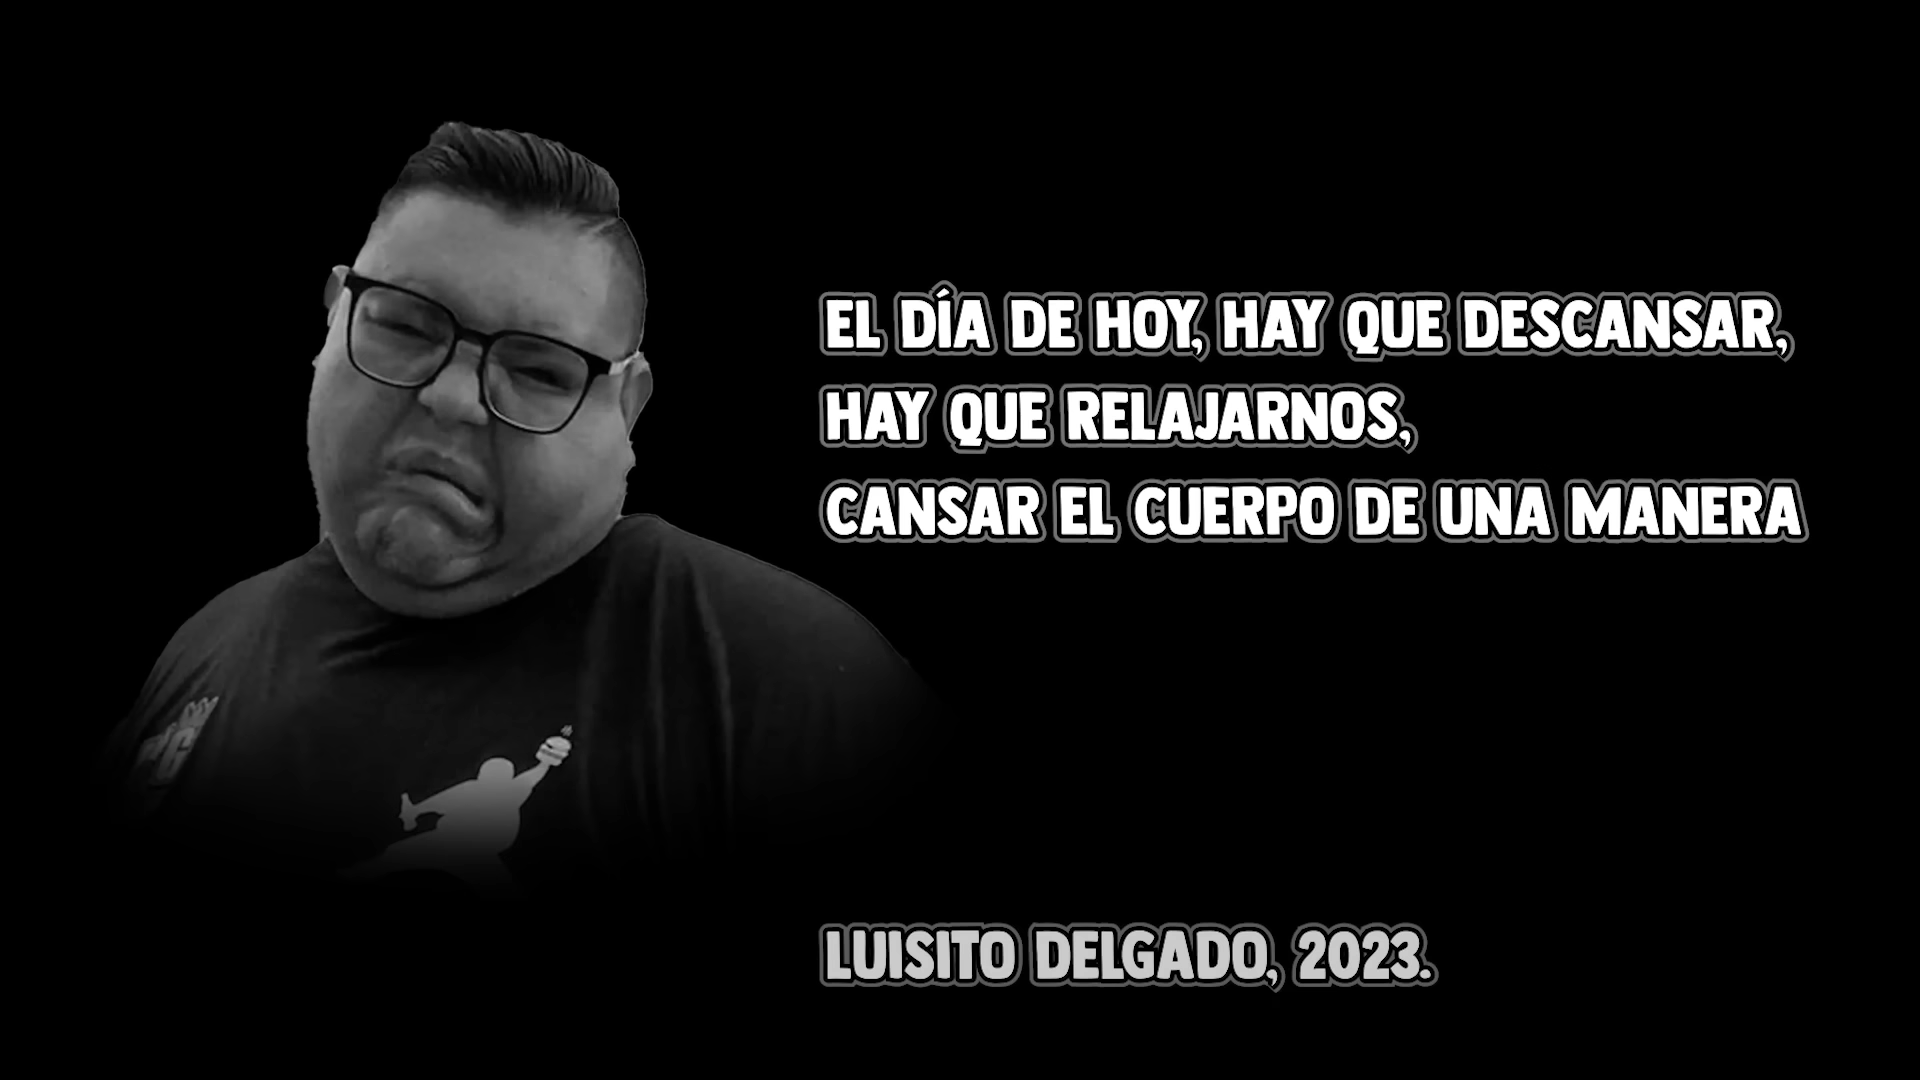 EL DÍA DE HOY, HAY QUE DESCANSAR,
HAY QUE RELAJARNOS,
CANSAR EL CUERPO DE UNA MANERA
LUISITO DELGADO, 2023.